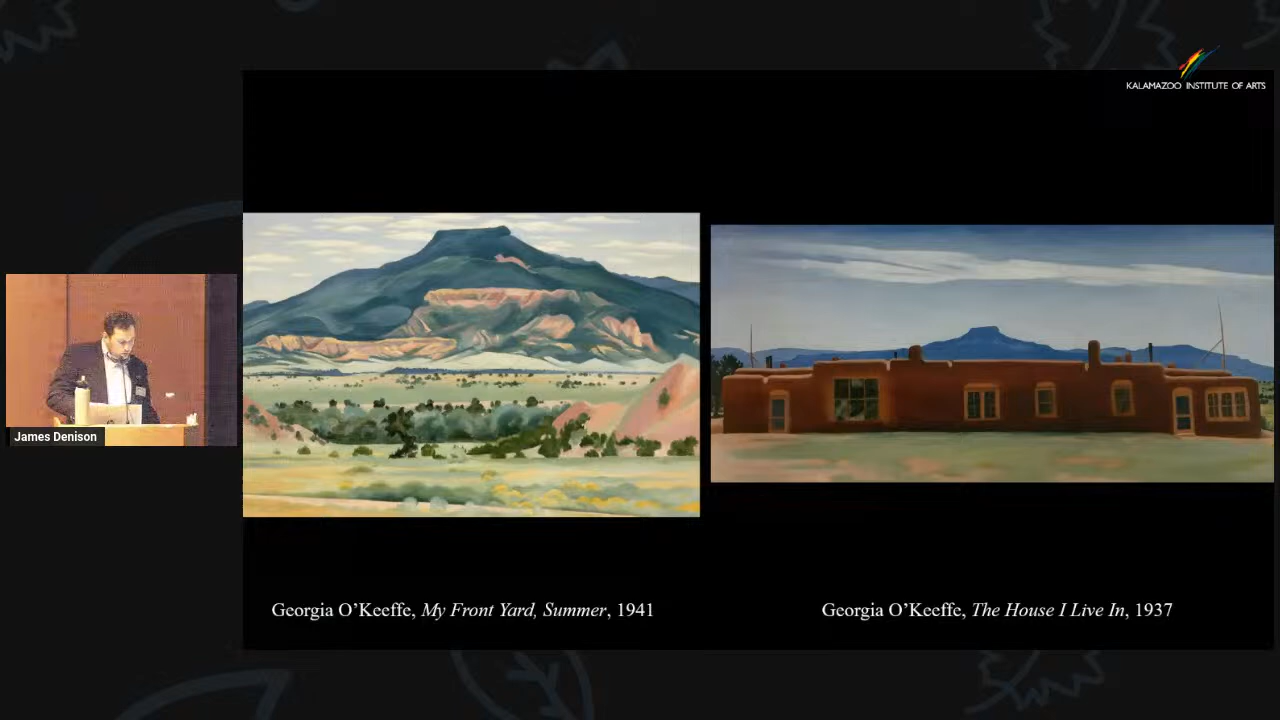 KALAMAZOO INSTITUTE OF ARTS
James Denison
Georgia O'Keeffe, My Front Yard, Summer, 1941
Georgia O'Keeffe, The House I Live In, 1937